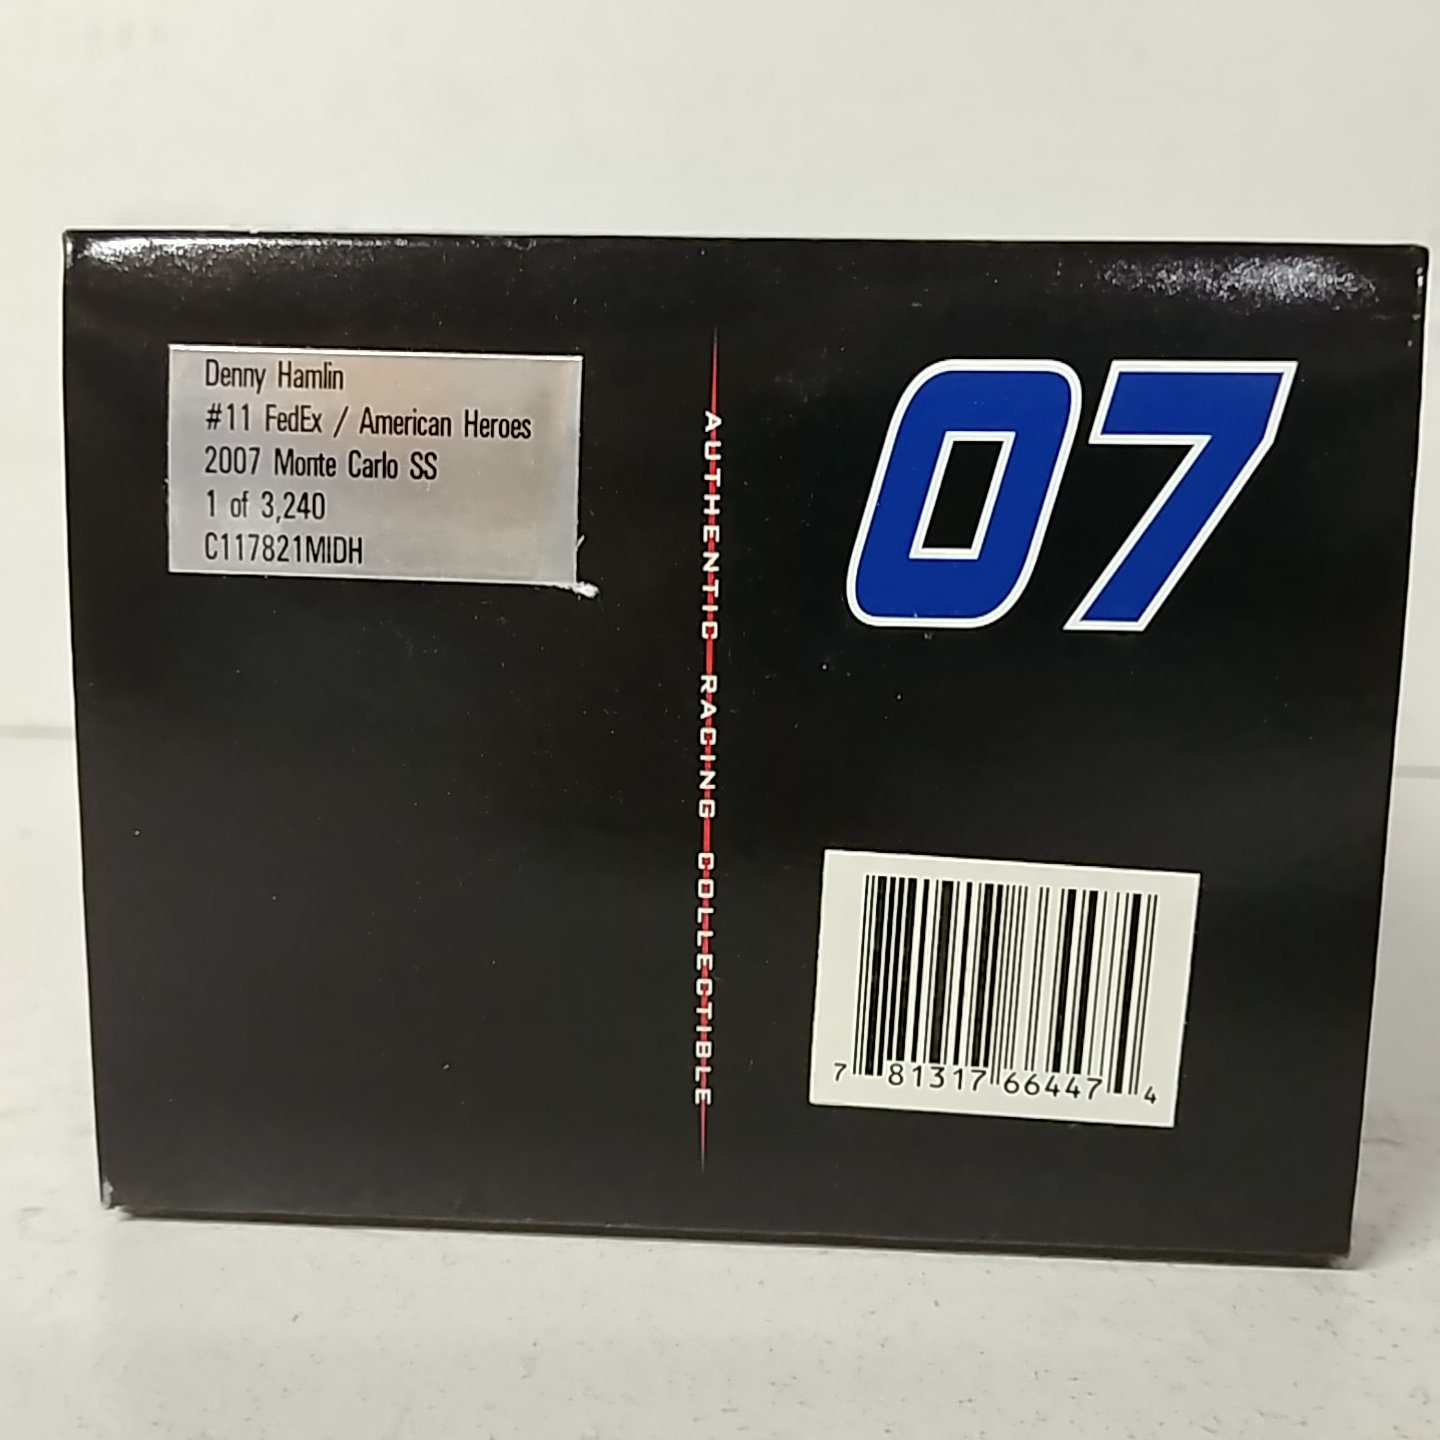 Denny Hamlin
#11 FedEx / American Heroes
2007 Monte Carlo SS
1 of 3,240
C117821MIDH
AUTHENTIC RACING COLLECTIBLE
07
7 81317 66447 4